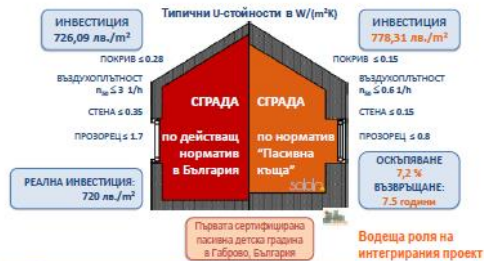 Типични U-стойности в W/(m²K)
ИНВЕСТИЦИЯ
726,09 лв./m²
ПОКРИВ ≤ 0.28
ВЪЗДУХОПЛЪТНОСТ
n₅₀ ≤ 3 1/h
СТЕНА ≤ 0.35
ПРОЗОРЕЦ ≤ 1.7
РЕАЛНА ИНВЕСТИЦИЯ:
720 лв./m²
СГРАДА
по действащ
норматив
в България
СГРАДА
по норматив
"Пасивна
къща"
solair
ИНВЕСТИЦИЯ
778,31 лв./m²
ПОКРИВ ≤ 0.15
ВЪЗДУХОПЛЪТНОСТ
n₅₀ ≤ 0.6 1/h
СТЕНА ≤ 0.15
ПРОЗОРЕЦ ≤ 0.8
ОСКЪПЯВАНЕ
7,2 %
ВЪЗВРЪЩАНЕ:
7.5 години
Първата сертифицирана
пасивна детска градина
в Габрово, България
Водеща роля на
интегрирания проект